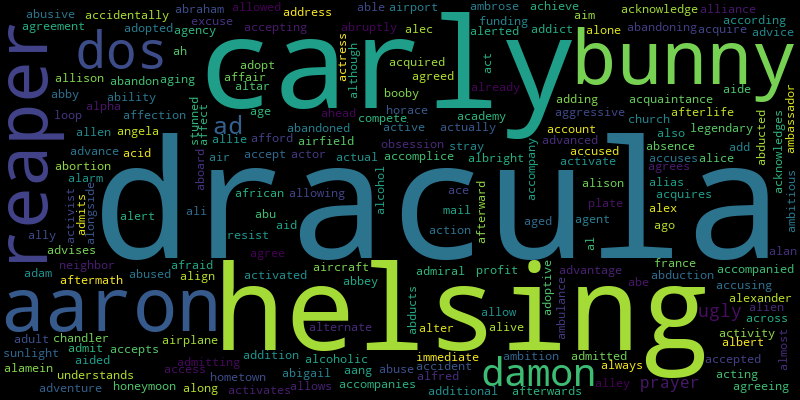 abusive accidentally abraham allowed address able airport ambrose achieve acknowledge alliance
agreement adopted agency excuse accepting abruptly alec funding aim according
ah actress alerted addict alone abandoning acquire advice
reaper dos carly bunny
allison abandon aging adopt affair although acquired agreed act already aide
abby ability altar booby adding acquaintance ambassador
loop alpha affection age ahead horace academy aggressive afterlife
allen angela stunned affect ad abandoned compete active actually account church also legendary abducted
advance acid allie afford airfield obsession stray advanced absence add
abortion air accept actor actual accomplice albright accused accuses alice
alarm aboard activate agrees acknowledges
activist admits alongside african allowing alcohol ace afterward accompany alison alias acquires ambitious
dracula
alert ali abu mail aged agent plate alex
ally aid action ago
advises resist agree al alan
adam neighbor afraid aircraft admiral profit advantage france abduction accompanied
aftermath abused align activated abbey adoptive ambulance abe accusing
aaron helsing ugly alien alexander
abducts allow across
adult chandler airplane alternate alter alive activity almost
sunlight admit accepts addition alcoholic immediate ambition admitted always albert accepted
alamein aided access admitting abigail aang abuse accident damon acting
understands hometown alfred alley prayer agreeing
adventure honeymoon along activates allows accompanies additional afterwards